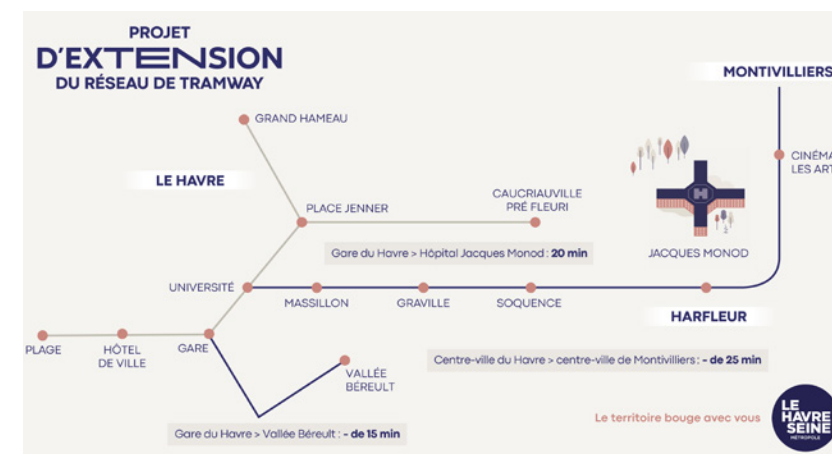 PROJET
D'EXTENSION
DU RÉSEAU DE TRAMWAY
MONTIVILLIERS
GRAND HAMEAU
CINÉMA
LES ART
LE HAVRE
CAUCRIAUVILLE
PRÉ FLEURI
PLACE JENNER
H
Gare du Havre > Hôpital Jacques Monod : 20 min
JACQUES MONOD
UNIVERSITÉ
MASSILLON
GRAVILLE
SOQUENCE
HARFLEUR
PLAGE
HÔTEL
DE VILLE
GARE
VALLÉE
BÉREULT
Centre-ville du Havre > centre-ville de Montivilliers : - de 25 min
Gare du Havre > Vallée Béreult : - de 15 min
Le territoire bouge avec vous
LE
HAVRE
SEINE
MÉTROPOLE